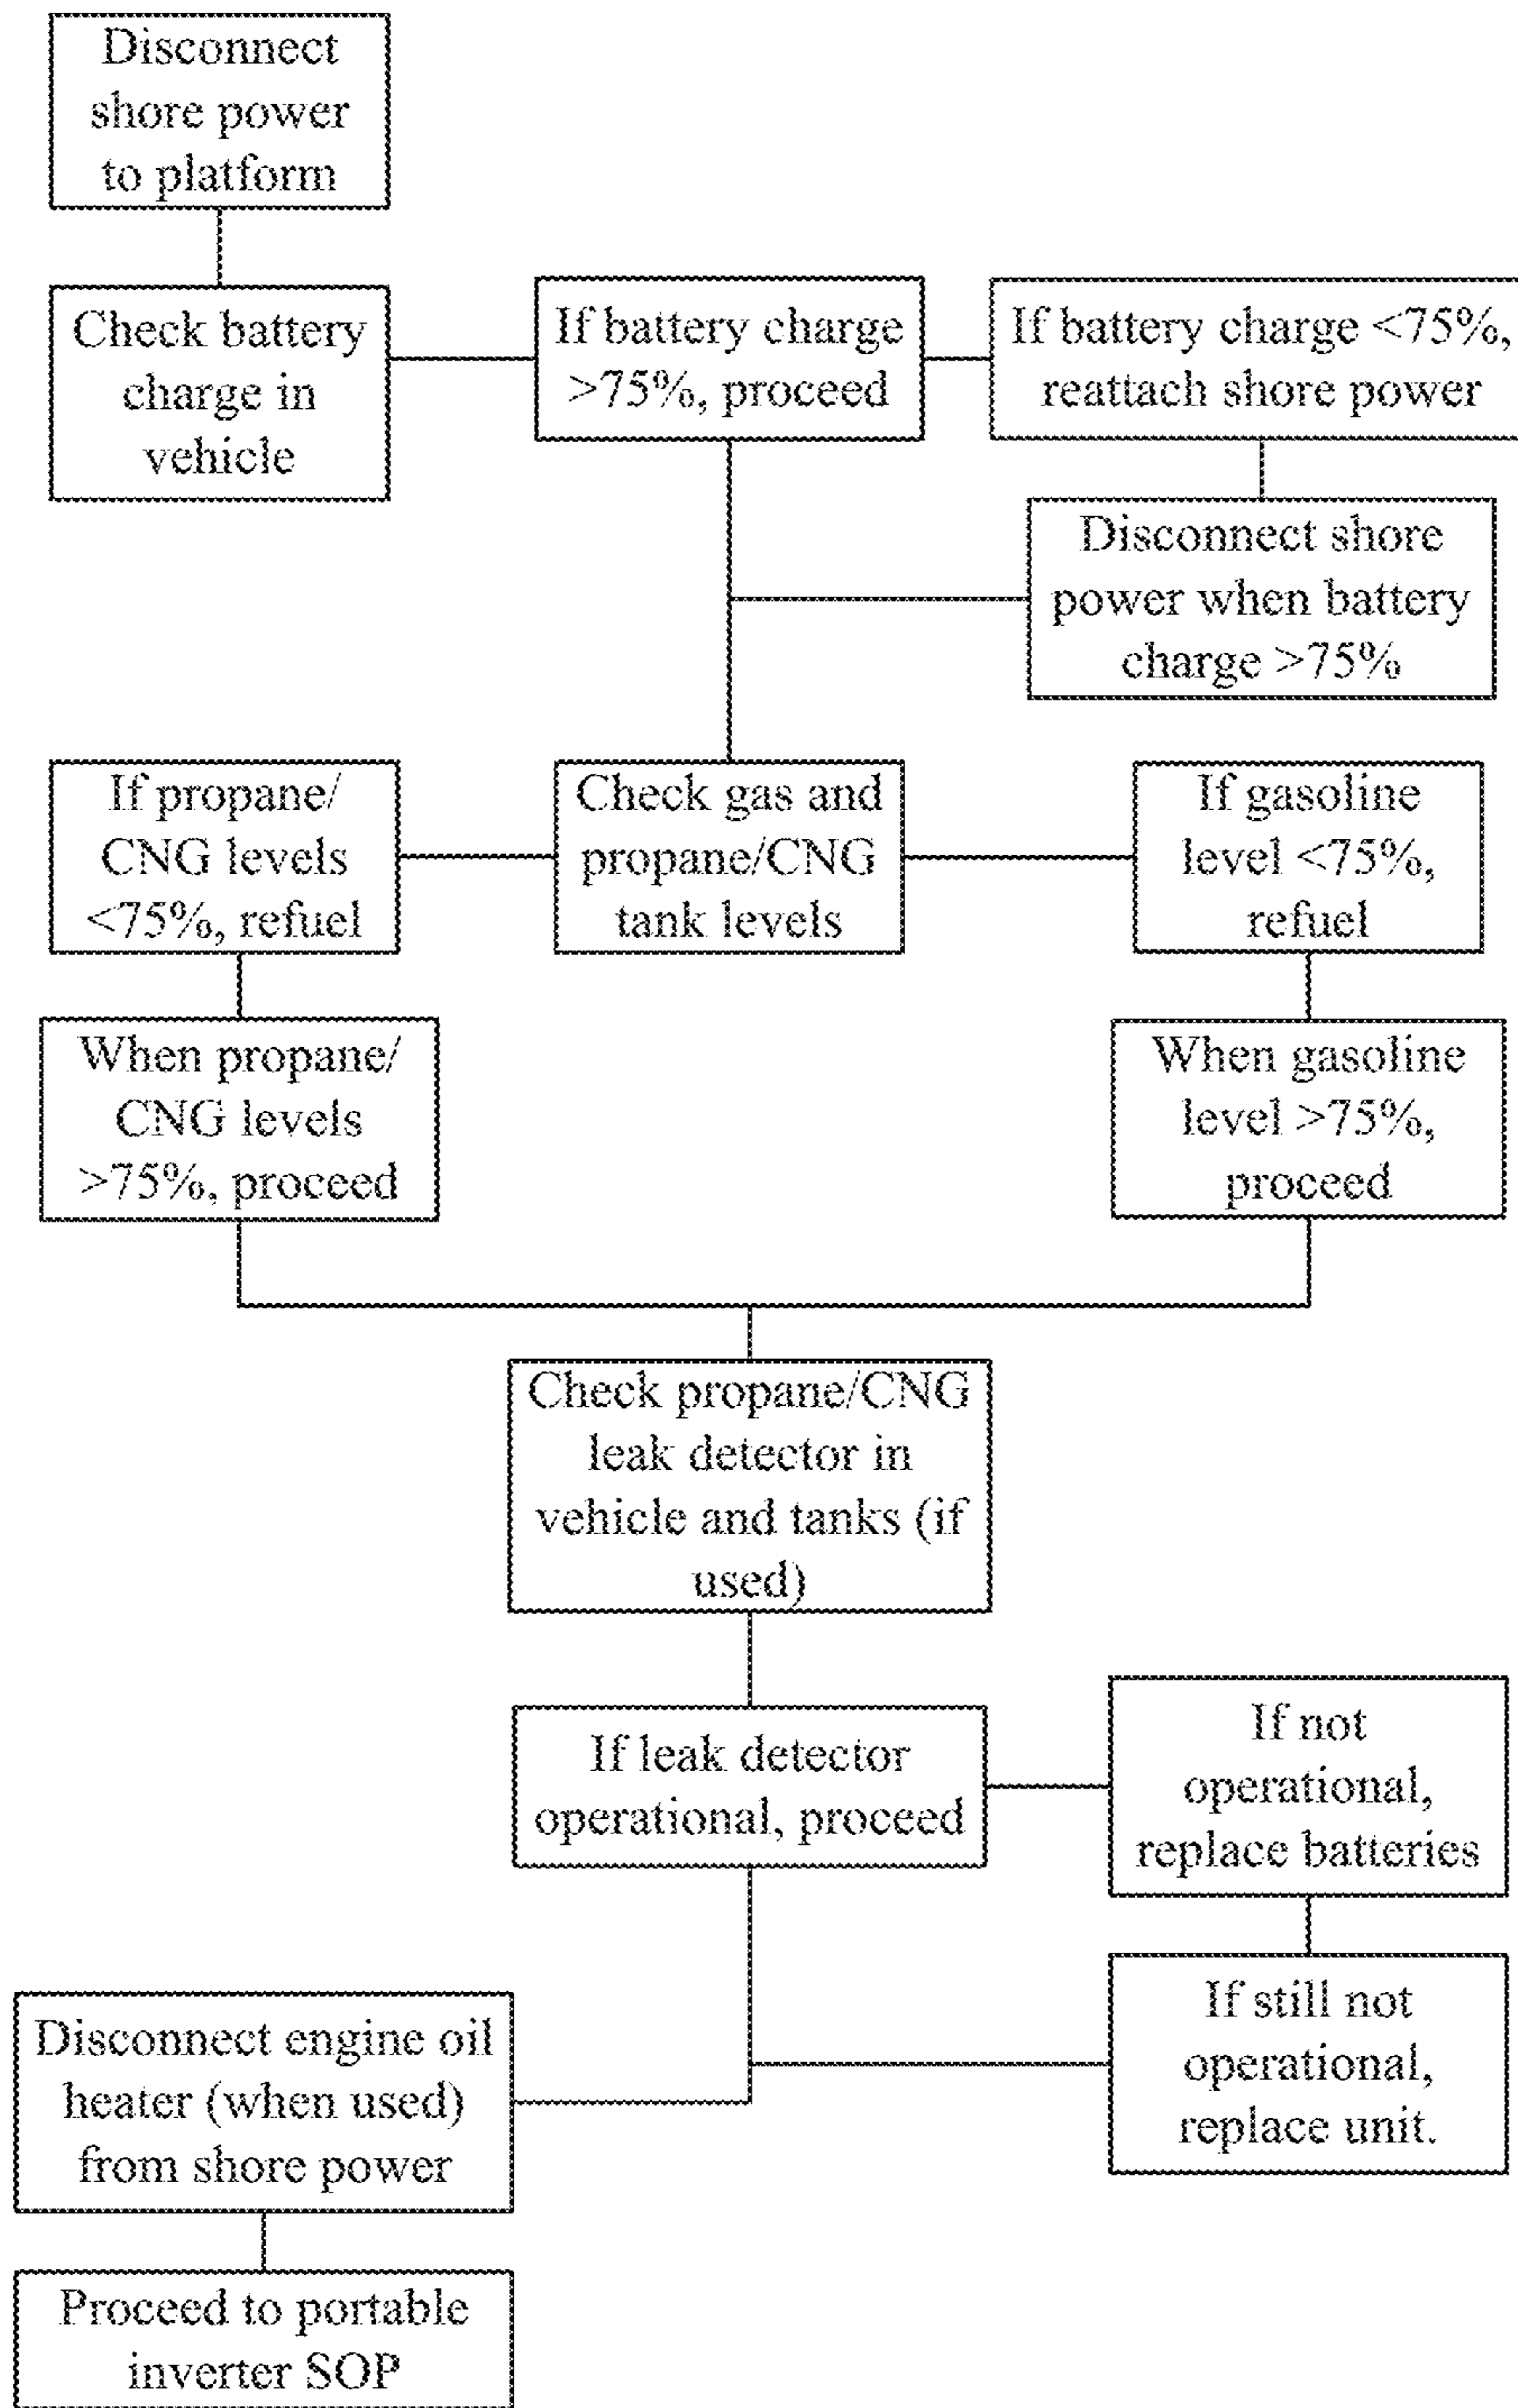 Disconnect
shore power
to platform
Check battery
charge in
vehicle
If battery charge
>75%, proceed
If battery charge <75%,
reattach shore power
Disconnect shore
power when battery
charge >75%
If propane/
CNG levels
<75%, refuel
Check gas and
propane/CNG
tank levels
If gasoline
level <75%,
refuel
When propane/
CNG levels
>75%, proceed
When gasoline
level >75%,
proceed
Check propane/CNG
leak detector in
vehicle and tanks (if
used)
If leak detector
operational, proceed
If not
operational,
replace batteries
If still not
operational,
replace unit.
Disconnect engine oil
heater (when used)
from shore power
Proceed to portable
inverter SOP